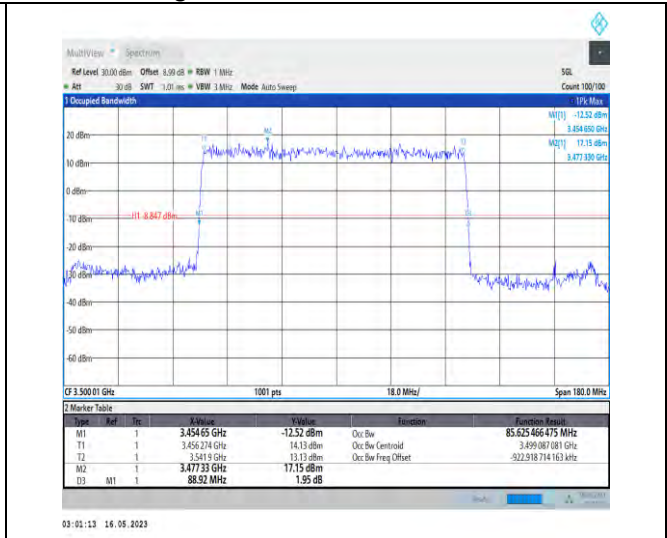 MultiView Spectrum
Ref Level 30.00 dBm Offset 8.99 dB RBW 1 MHz SGL
Att 30 dB SWT 1.01 ms VBW 3 MHz Mode Auto Sweep Count 100/100
1 Occupied Bandwidth 1Pk Max
M1[1] -12.52 dBm
3.454 650 GHz
20 dBm M2[1] 17.15 dBm
3.477 330 GHz
M2
10 dBm
0 dBm
-10 dBm H1 -8.847 dBm M1
-20 dBm
-30 dBm
-40 dBm
-50 dBm
-60 dBm
CF 3.500 01 GHz 1001 pts 18.0 MHz/ Span 180.0 MHz
2 Marker Table
Type Ref Trc X-Value Y-Value Function Function Result
M1 1 3.454 65 GHz -12.52 dBm Occ Bw 85.625 466 475 MHz
T1 1 3.456 274 GHz 14.13 dBm Occ Bw Centroid 3.499 087 081 GHz
T2 1 3.541 9 GHz 13.13 dBm Occ Bw Freq Offset -922.918 714 163 kHz
M2 1 3.477 33 GHz 17.15 dBm
D3 M1 1 88.92 MHz 1.95 dB
03:01:13 16.05.2023